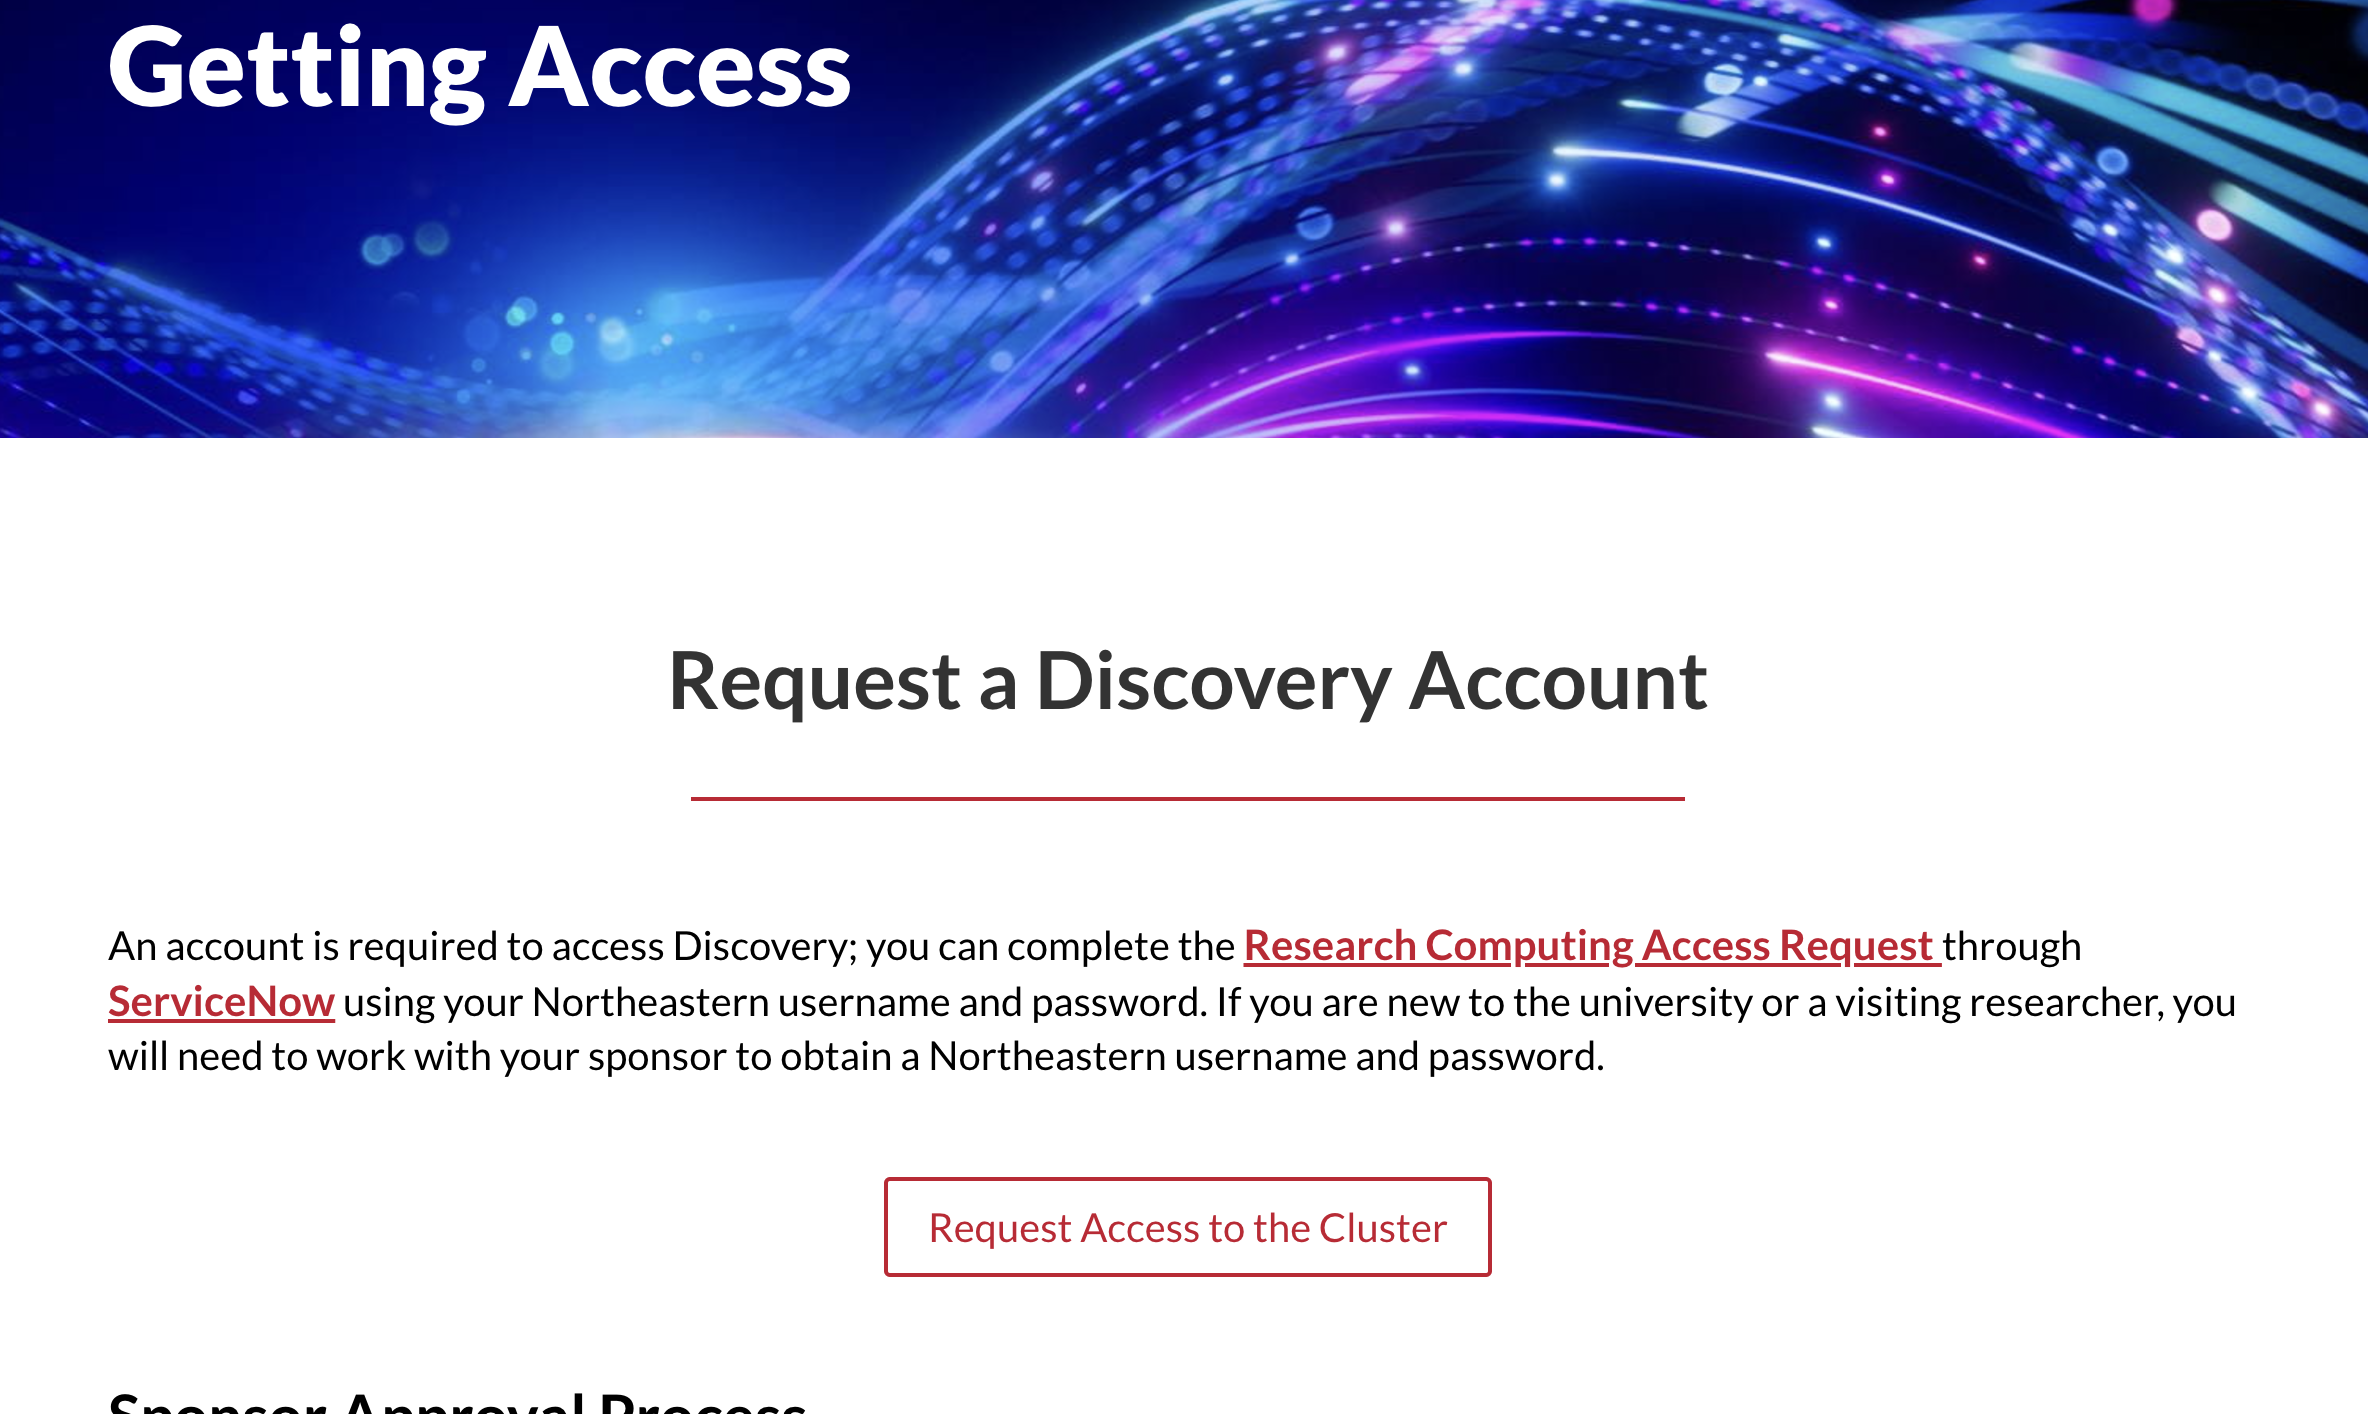 Getting Access
Request a Discovery Account
An account is required to access Discovery; you can complete the Research Computing Access Request through
ServiceNow using your Northeastern username and password. If you are new to the university or a visiting researcher, you
will need to work with your sponsor to obtain a Northeastern username and password.
Request Access to the Cluster
Sponsor Approval Process